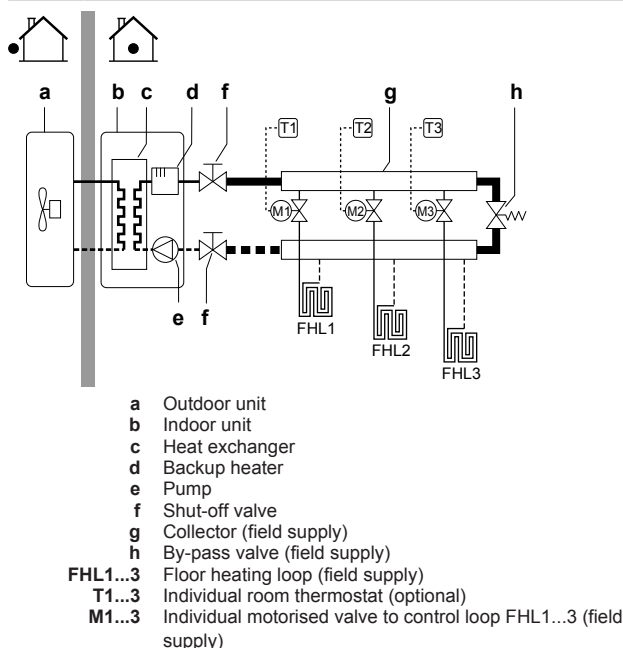 a b c d f g h
T1 T2 T3
M1 M2 M3
e f
FHL1
FHL2
FHL3
a Outdoor unit
b Indoor unit
c Heat exchanger
d Backup heater
e Pump
f Shut-off valve
g Collector (field supply)
h By-pass valve (field supply)
FHL1...3 Floor heating loop (field supply)
T1...3 Individual room thermostat (optional)
M1...3 Individual motorised valve to control loop FHL1...3 (field
supply)